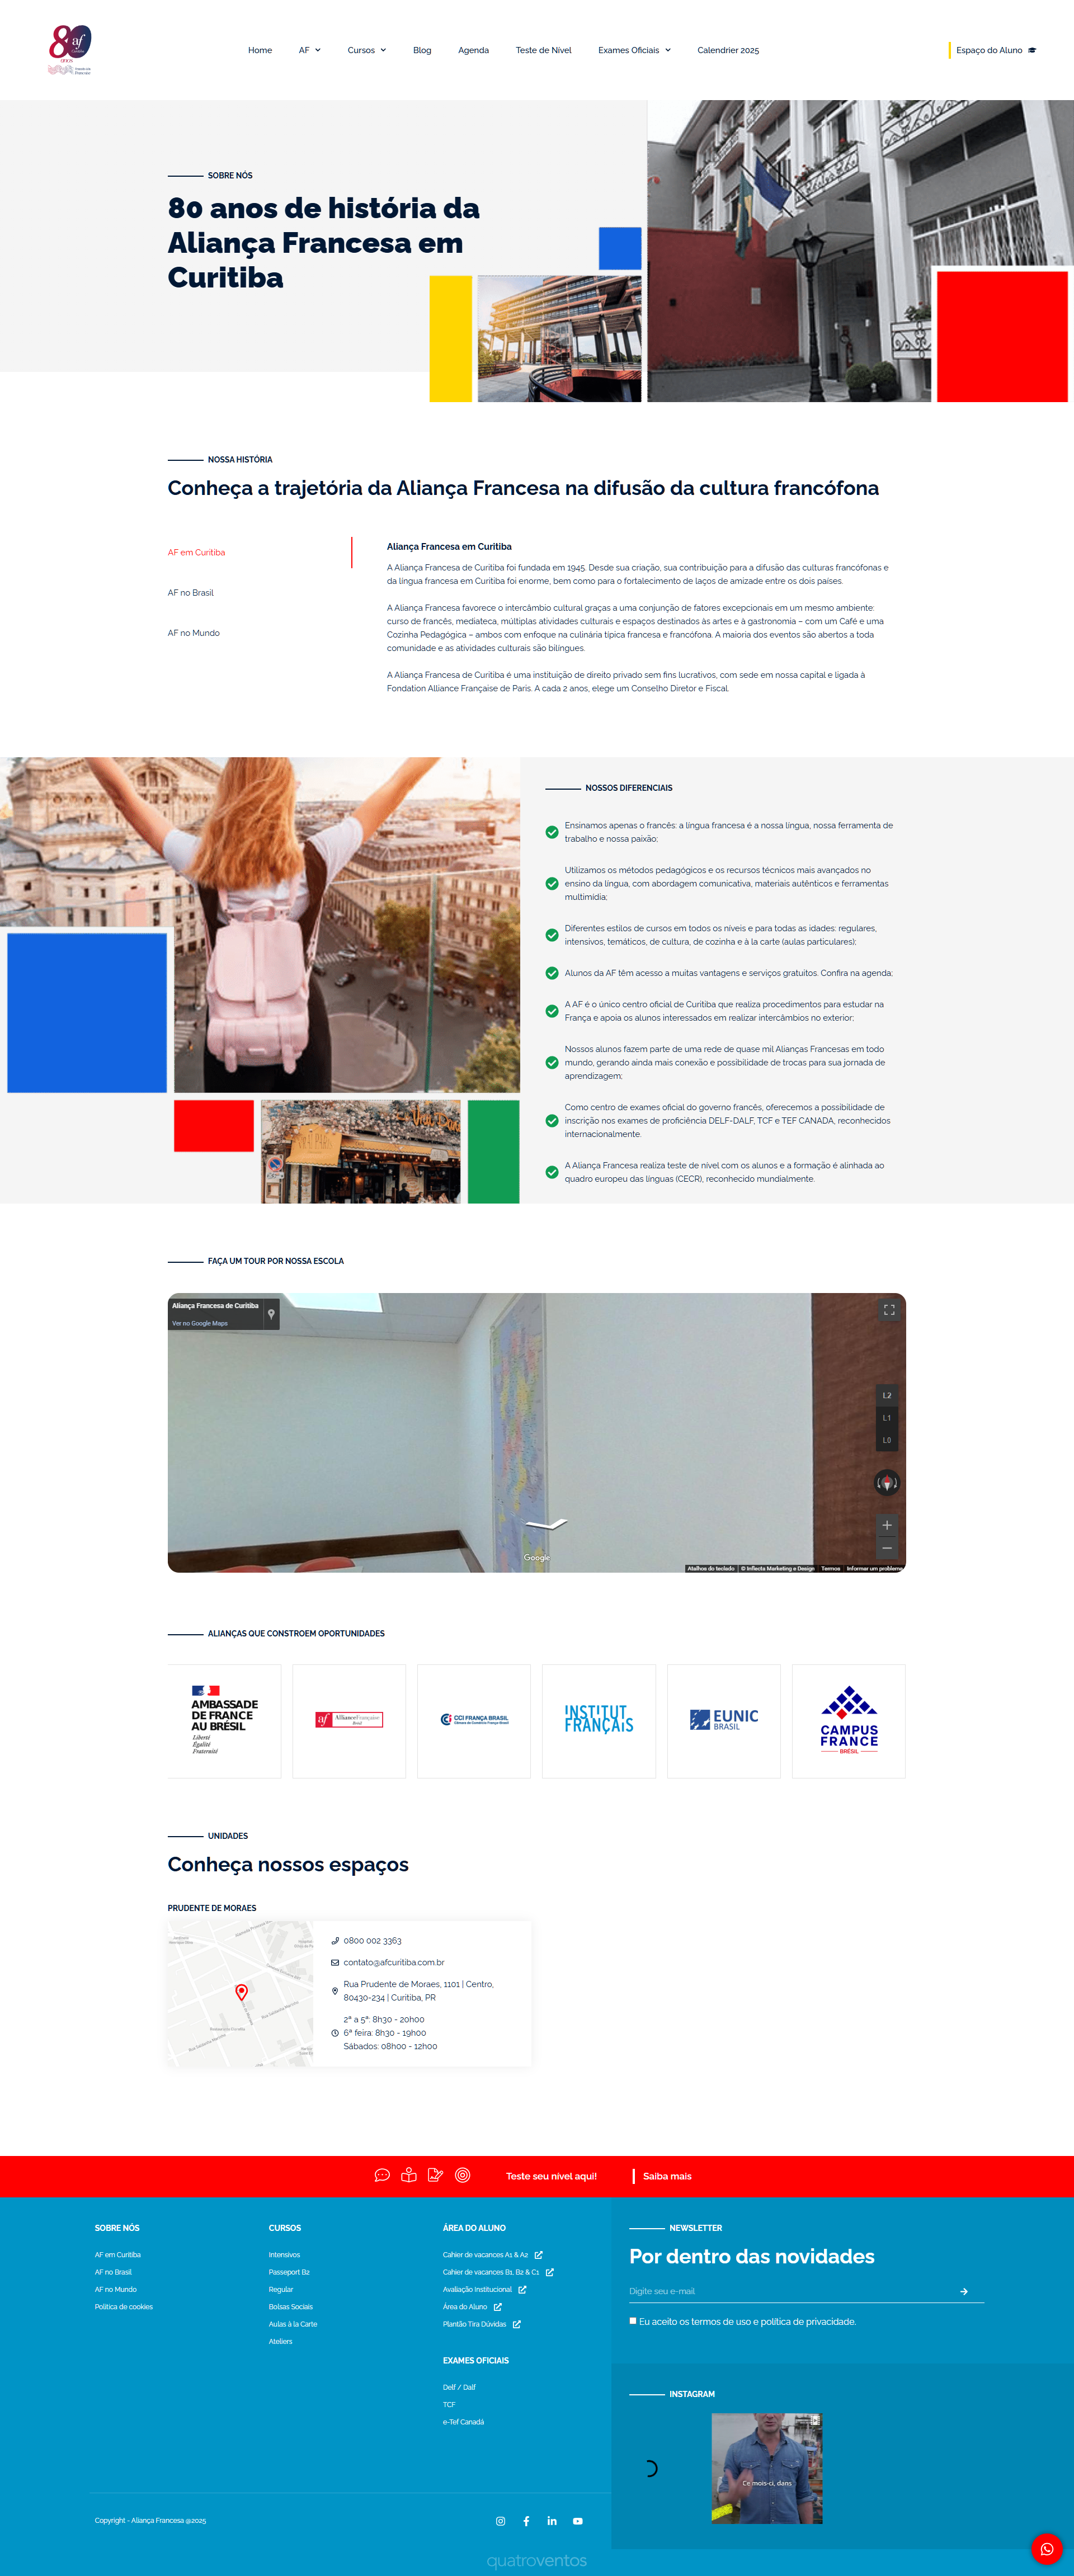 80
af
Curitiba
anos
Home
AF
Cursos
Blog
Agenda
Teste de Nível
Exames Oficiais
Calendrier 2025
Espaço do Aluno
SOBRE NÓS
80 anos de história da
Aliança Francesa em
Curitiba
NOSSA HISTÓRIA
Conheça a trajetória da Aliança Francesa na difusão da cultura francófona
AF em Curitiba
AF no Brasil
AF no Mundo
Aliança Francesa em Curitiba
A Aliança Francesa de Curitiba foi fundada em 1945. Desde sua criação, sua contribuição para a difusão das culturas francófonas e
da língua francesa em Curitiba foi enorme, bem como para o fortalecimento de laços de amizade entre os dois países.
A Aliança Francesa favorece o intercâmbio cultural graças a uma conjunção de fatores excepcionais em um mesmo ambiente:
curso de francês, mediateca, múltiplas atividades culturais e espaços destinados às artes e à gastronomia – com um Café e uma
Cozinha Pedagógica – ambos com enfoque na culinária típica francesa e francófona. A maioria dos eventos são abertos a toda
comunidade e as atividades culturais são bilíngues.
A Aliança Francesa de Curitiba é uma instituição de direito privado sem fins lucrativos, com sede em nossa capital e ligada à
Fondation Alliance Française de Paris. A cada 2 anos, elege um Conselho Diretor e Fiscal.
NOSSOS DIFERENCIAIS
Ensinamos apenas o francês: a língua francesa é a nossa língua, nossa ferramenta de
trabalho e nossa paixão;
Utilizamos os métodos pedagógicos e os recursos técnicos mais avançados no
ensino da língua, com abordagem comunicativa, materiais autênticos e ferramentas
multimídia;
Diferentes estilos de cursos em todos os níveis e para todas as idades: regulares,
intensivos, temáticos, de cultura, de cozinha e à la carte (aulas particulares);
Alunos da AF têm acesso a muitas vantagens e serviços gratuitos. Confira na agenda;
A AF é o único centro oficial de Curitiba que realiza procedimentos para estudar na
França e apoia os alunos interessados em realizar intercâmbios no exterior;
Nossos alunos fazem parte de uma rede de quase mil Alianças Francesas em todo
mundo, gerando ainda mais conexão e possibilidade de trocas para sua jornada de
aprendizagem;
Como centro de exames oficial do governo francês, oferecemos a possibilidade de
inscrição nos exames de proficiência DELF-DALF, TCF e TEF CANADA, reconhecidos
internacionalmente.
A Aliança Francesa realiza teste de nível com os alunos e a formação é alinhada ao
quadro europeu das línguas (CECR), reconhecido mundialmente.
FAÇA UM TOUR POR NOSSA ESCOLA
Aliança Francesa de Curitiba
Ver no Google Maps
L2
L1
L0
Google
Atalhos do teclado
© Inflecta Marketing e Design
Termos
Informar um problema
ALIANÇAS QUE CONSTROEM OPORTUNIDADES
AMBASSADE
DE FRANCE
AU BRÉSIL
Liberté
Égalité
Fraternité
af AllianceFrançaise
Brésil
CCI FRANÇA BRASIL
Câmara de Comércio França-Brasil
INSTITUT
FRANÇAIS
EUNIC
BRASIL
CAMPUS
FRANCE
BRÉSIL
UNIDADES
Conheça nossos espaços
PRUDENTE DE MORAES
0800 002 3363
contato@afcuritiba.com.br
Rua Prudente de Moraes, 1101 | Centro,
80430-234 | Curitiba, PR
2ª a 5ª: 8h30 - 20h00
6ª feira: 8h30 - 19h00
Sábados: 08h00 - 12h00
Teste seu nível aqui!
Saiba mais
SOBRE NÓS
AF em Curitiba
AF no Brasil
AF no Mundo
Política de cookies
CURSOS
Intensivos
Passeport B2
Regular
Bolsas Sociais
Aulas à la Carte
Ateliers
ÁREA DO ALUNO
Cahier de vacances A1 & A2
Cahier de vacances B1, B2 & C1
Avaliação Institucional
Área do Aluno
Plantão Tira Dúvidas
EXAMES OFICIAIS
Delf / Dalf
TCF
e-Tef Canadá
NEWSLETTER
Por dentro das novidades
Digite seu e-mail
Eu aceito os termos de uso e política de privacidade.
INSTAGRAM
Ce mois-ci, dans
Copyright - Aliança Francesa @2025
quatroventos